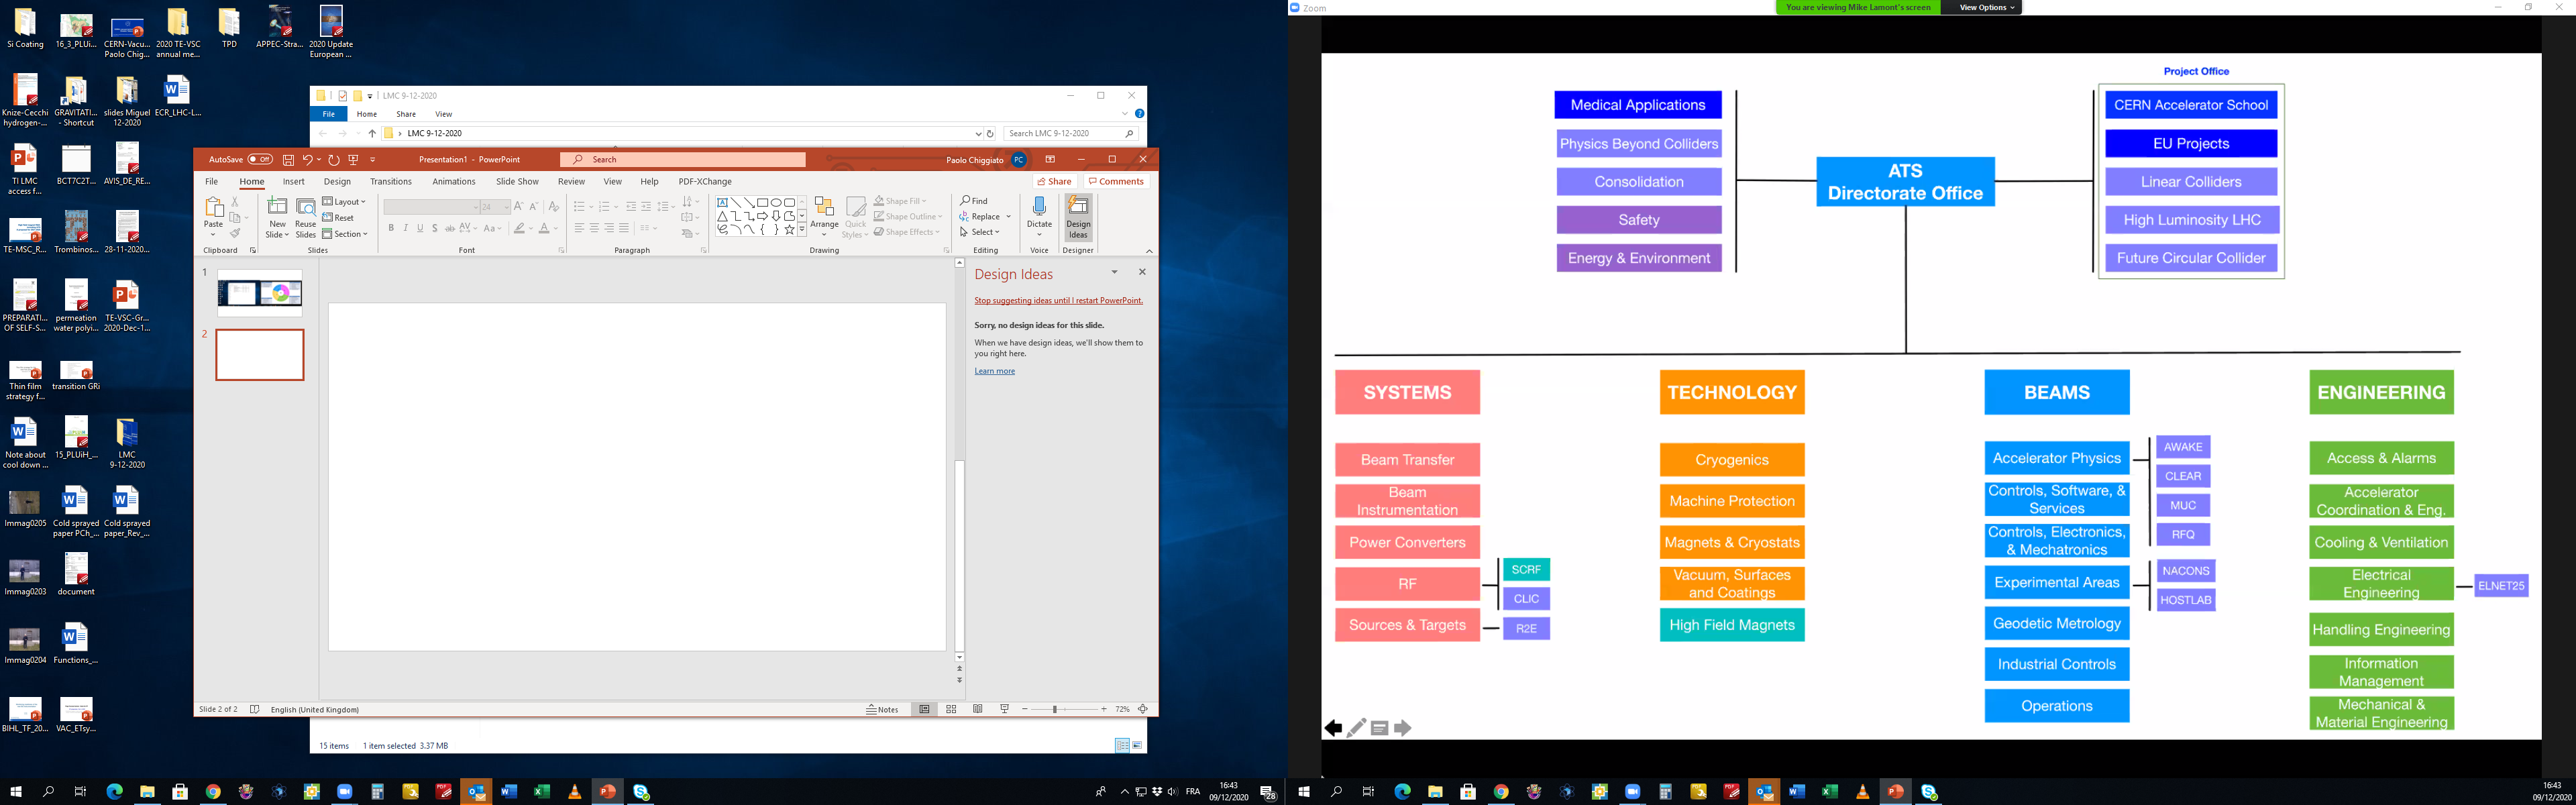 Si Coating
16_3_PLUi...
CERN-Vacu...
Paolo Chig...
2020 TE-VSC
annual me...
TPD
APPEC-Stra...
2020 Update
European ...
Knize-Cecchi
hydrogen-...
GRAVITATI...
- Shortcut
slides Miguel
12-2020
ECR_LHC-L...
TI LMC
access f...
BCT7C2T...
AVIS_DE_RE...
TE-MSC_R...
Trombinos...
28-11-2020...
PREPARATI...
OF SELF-S...
permeation
water polyi...
TE-VSC-Gr...
2020-Dec-1...
Thin film
strategy f...
transition GRi
Note about
cool down ...
15_PLUiH_...
LMC
9-12-2020
Immag0205
Cold sprayed
paper PCh_...
Cold sprayed
paper_Rev_...
Immag0203
document
Immag0204
Functions_...
BIHL_TF_20...
VAC_ETsy...
LMC 9-12-2020
File Home Share View
LMC 9-12-2020
Search LMC 9-12-2020
AutoSave Off
Presentation1 - PowerPoint
Search
Paolo Chiggiato PC
File Home Insert Design Transitions Animations Slide Show Review View Help PDF-XChange
Share Comments
Paste
Clipboard
New
Slide
Reuse
Slides
Layout
Reset
Section
Slides
24
B I U S ab AV Aa
Font
Paragraph
Arrange
Quick
Styles
Shape Fill
Shape Outline
Shape Effects
Drawing
Find
Replace
Select
Editing
Dictate
Voice
Design
Ideas
Designer
1
2
Design Ideas
Stop suggesting ideas until I restart PowerPoint.
Sorry, no design ideas for this slide.
When we have design ideas, we'll show them to
you right here.
Learn more
Slide 2 of 2
English (United Kingdom)
Notes
72%
15 items 1 item selected 3.37 MB
FRA
16:43
09/12/2020
28
Zoom
You are viewing Mike Lamont's screen
View Options
Project Office
Medical Applications
Physics Beyond Colliders
Consolidation
Safety
Energy & Environment
ATS
Directorate Office
CERN Accelerator School
EU Projects
Linear Colliders
High Luminosity LHC
Future Circular Collider
SYSTEMS
Beam Transfer
Beam
Instrumentation
Power Converters
RF
SCRF
CLIC
Sources & Targets
R2E
TECHNOLOGY
Cryogenics
Machine Protection
Magnets & Cryostats
Vacuum, Surfaces
and Coatings
High Field Magnets
BEAMS
Accelerator Physics
AWAKE
CLEAR
MUC
RFQ
Controls, Software, &
Services
Controls, Electronics,
& Mechatronics
Experimental Areas
NACONS
HOSTLAB
Geodetic Metrology
Industrial Controls
Operations
ENGINEERING
Access & Alarms
Accelerator
Coordination & Eng.
Cooling & Ventilation
Electrical
Engineering
ELNET25
Handling Engineering
Information
Management
Mechanical &
Material Engineering
16:43
09/12/2020